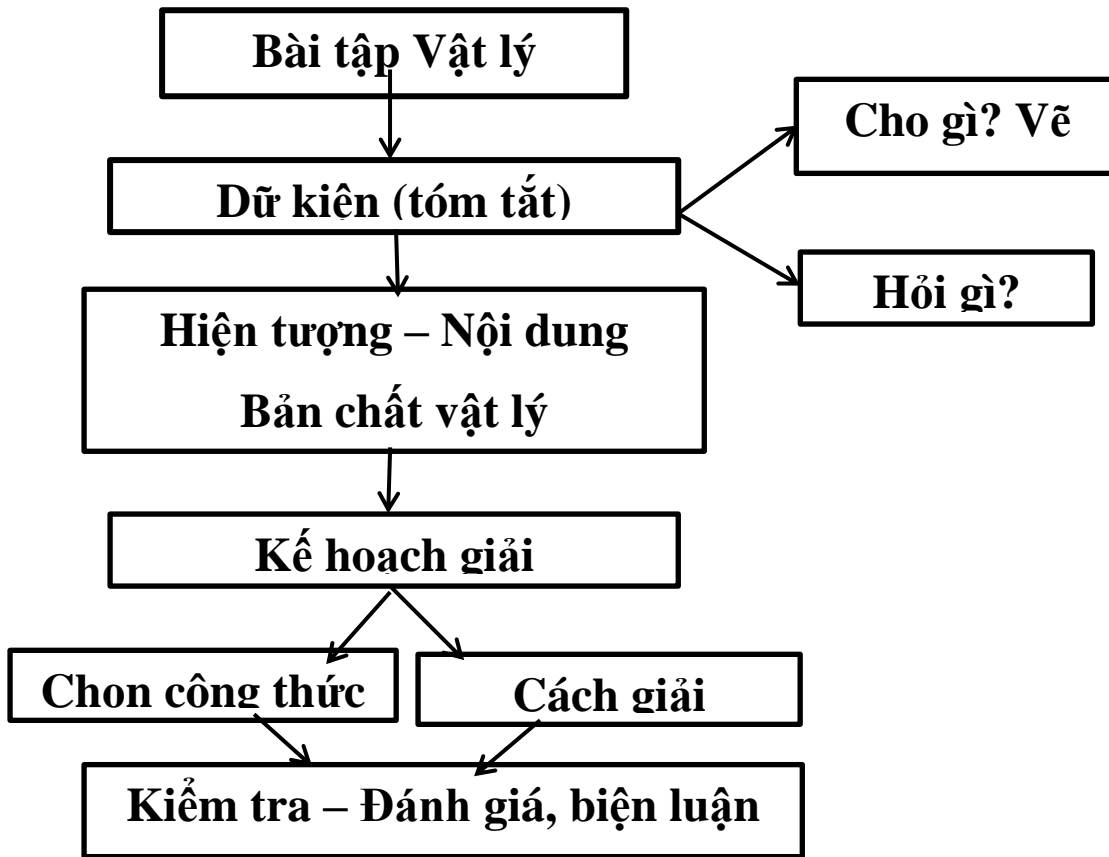 Bài tập Vật lý
Cho gì? Vẽ
Dữ kiện (tóm tắt)
Hỏi gì?
Hiện tượng – Nội dung
Bản chất vật lý
Kế hoạch giải
Chon công thức
Cách giải
Kiểm tra – Đánh giá, biện luận